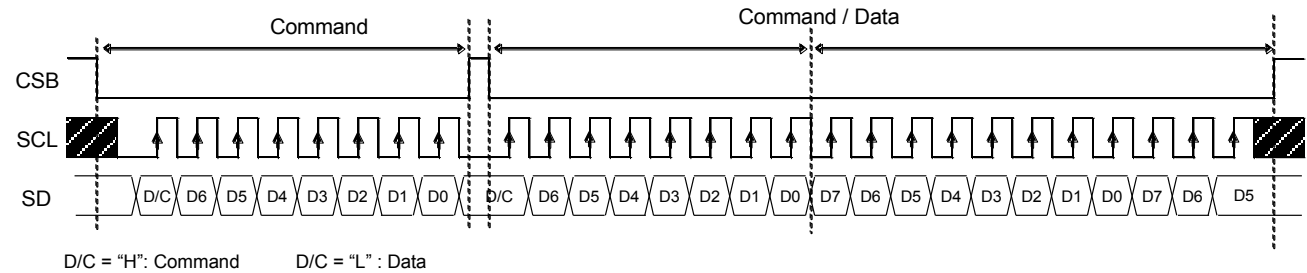 Command
Command / Data
CSB
SCL
SD
D/C D6 D5 D4 D3 D2 D1 D0 D/C D6 D5 D4 D3 D2 D1 D0 D7 D6 D5 D4 D3 D2 D1 D0 D7 D6 D5
D/C = “H”: Command D/C = “L” : Data